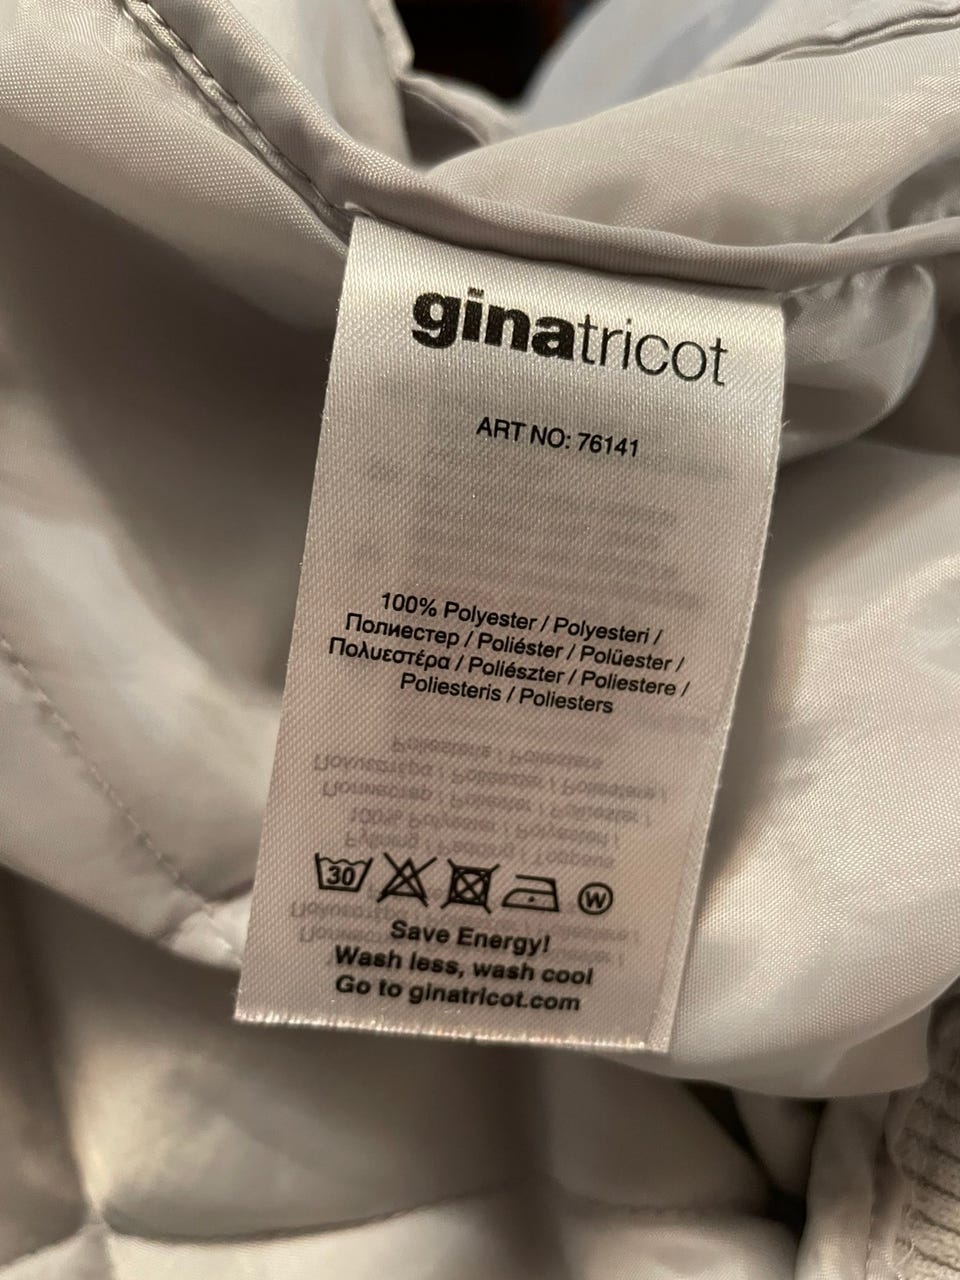 ginatricot
ART NO: 76141
100% Polyester / Polyesteri /
Полиестер / Poliéster / Polüester /
Πολυεστέρα / Poliészter / Poliestere /
Poliesteris / Poliesters
30
W
Save Energy!
Wash less, wash cool
Go to ginatricot.com